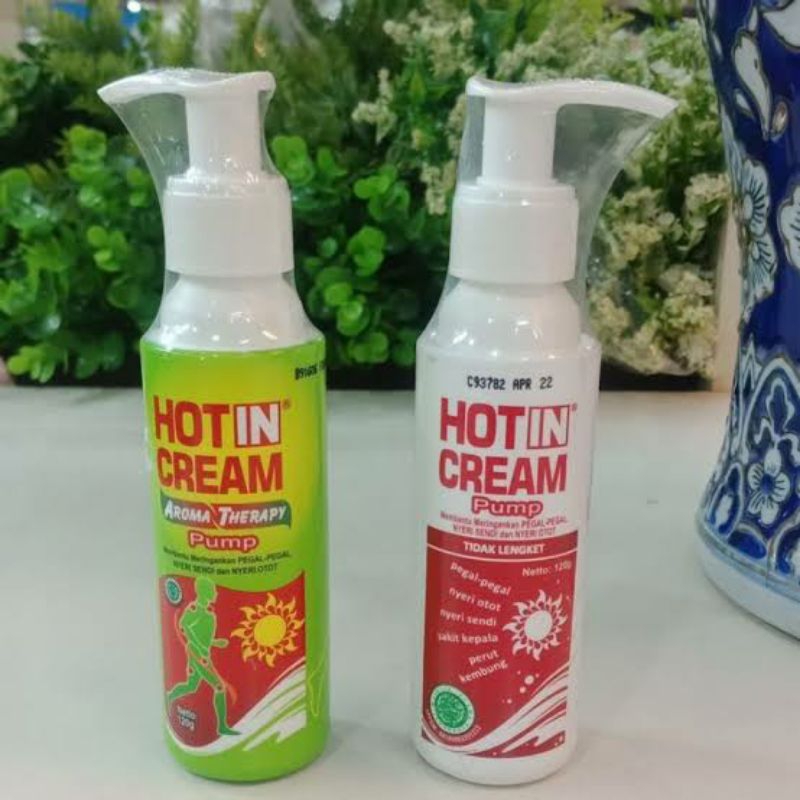 HOT IN®
CREAM
AROMA THERAPY
Pump
Membantu Meringankan PEGAL-PEGAL,
NYERI SENDI dan NYERI OTOT
Netto:
120g
C93782 APR 22
HOT IN®
CREAM
Pump
Membantu Meringankan PEGAL-PEGAL,
NYERI SENDI dan NYERI OTOT
TIDAK LENGKET
Netto: 120g
pegal-pegal
nyeri otot
nyeri sendi
sakit kepala
perut
kembung